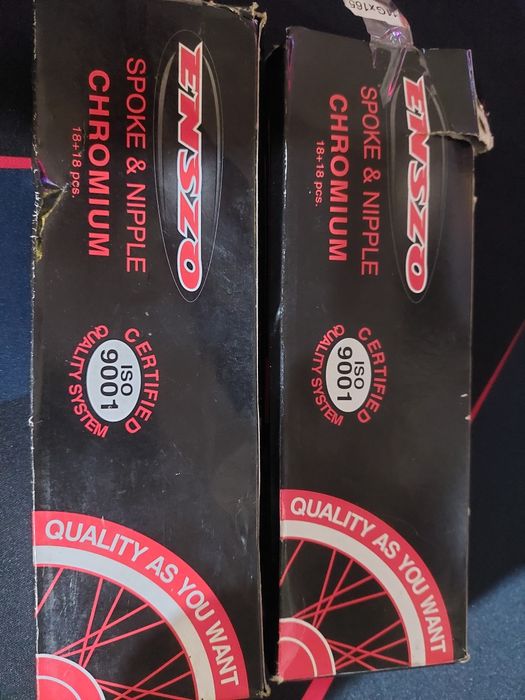 ENSZO
SPOKE & NIPPLE
CHROMIUM
18+18 pcs.
CERTIFIED
ISO
9001
QUALITY SYSTEM
QUALITY AS YOU WANT
11Gx165
ENSZO
SPOKE & NIPPLE
CHROMIUM
18+18 pcs.
CERTIFIED
ISO
9001
QUALITY SYSTEM
QUALITY AS YOU WANT